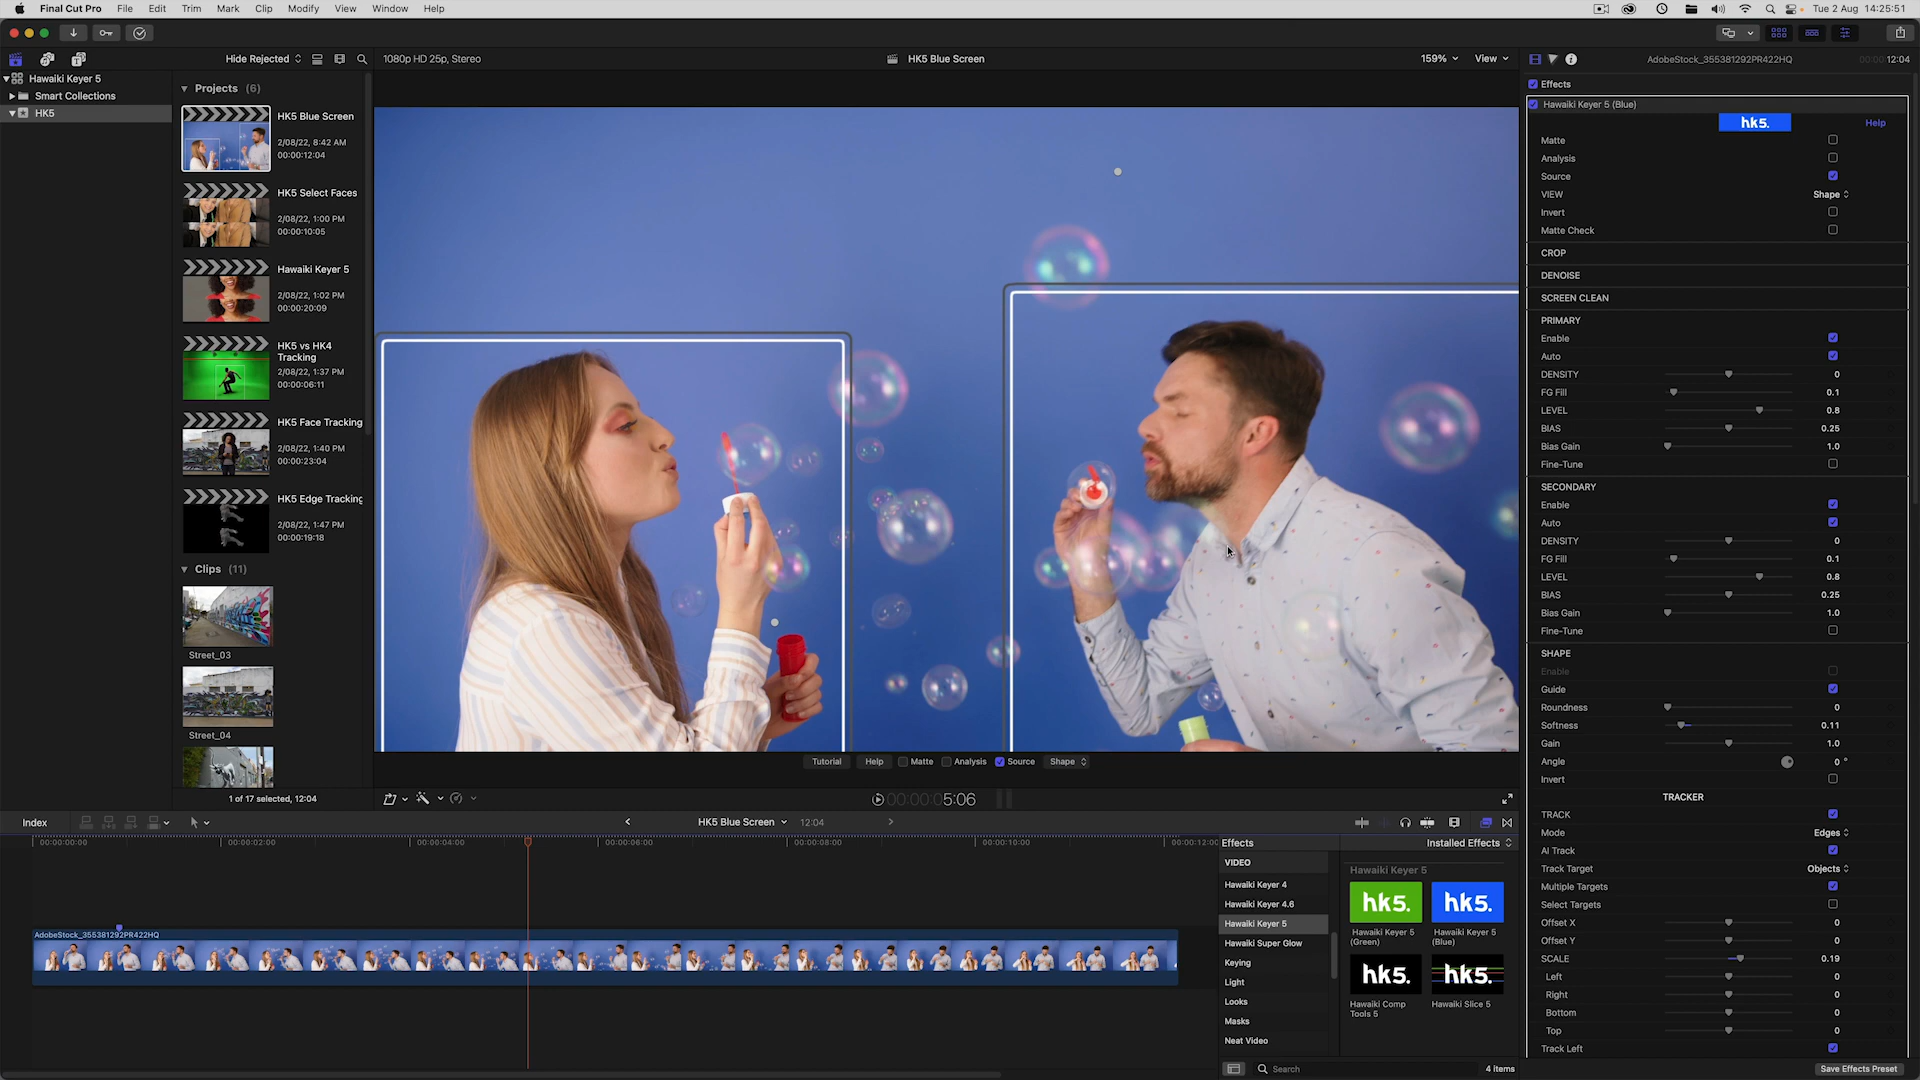 Final Cut Pro File Edit Trim Mark Clip Modify View Window Help
Tue 2 Aug 14:25:51
Hide Rejected
1080p HD 25p, Stereo
HK5 Blue Screen
159% View
AdobeStock_355381292PR422HQ
00:00:12:04
Hawaiki Keyer 5
Smart Collections
HK5
Projects (6)
HK5 Blue Screen
2/08/22, 8:42 AM
00:00:12:04
HK5 Select Faces
2/08/22, 1:00 PM
00:00:10:05
Hawaiki Keyer 5
2/08/22, 1:02 PM
00:00:20:09
HK5 vs HK4
Tracking
2/08/22, 1:37 PM
00:00:06:11
HK5 Face Tracking
2/08/22, 1:40 PM
00:00:23:04
HK5 Edge Tracking
2/08/22, 1:47 PM
00:00:19:18
Clips (11)
Street_03
Street_04
1 of 17 selected, 12:04
Tutorial Help Matte Analysis Source Shape
00:00:05:06
Effects
Hawaiki Keyer 5 (Blue)
hk5.
Help
Matte
Analysis
Source
VIEW Shape
Invert
Matte Check
CROP
DENOISE
SCREEN CLEAN
PRIMARY
Enable
Auto
DENSITY 0
FG Fill 0.1
LEVEL 0.8
BIAS 0.25
Bias Gain 1.0
Fine-Tune
SECONDARY
Enable
Auto
DENSITY 0
FG Fill 0.1
LEVEL 0.8
BIAS 0.25
Bias Gain 1.0
Fine-Tune
SHAPE
Enable
Guide
Roundness 0
Softness 0.11
Gain 1.0
Angle 0 °
Invert
TRACKER
TRACK
Mode Edges
AI Track
Track Target Objects
Multiple Targets
Select Targets
Offset X 0
Offset Y 0
SCALE 0.19
Left 0
Right 0
Bottom 0
Top 0
Track Left
Save Effects Preset
Index
HK5 Blue Screen 12:04
00:00:00:00 00:00:02:00 00:00:04:00 00:00:06:00 00:00:08:00 00:00:10:00 00:00:12:00
AdobeStock_355381292PR422HQ
Effects
Installed Effects
VIDEO
Hawaiki Keyer 4
Hawaiki Keyer 4.6
Hawaiki Keyer 5
Hawaiki Super Glow
Keying
Light
Looks
Masks
Neat Video
Hawaiki Keyer 5
hk5. hk5.
Hawaiki Keyer 5
(Green)
Hawaiki Keyer 5
(Blue)
hk5. hk5.
Hawaiki Comp
Tools 5
Hawaiki Slice 5
Search
4 items